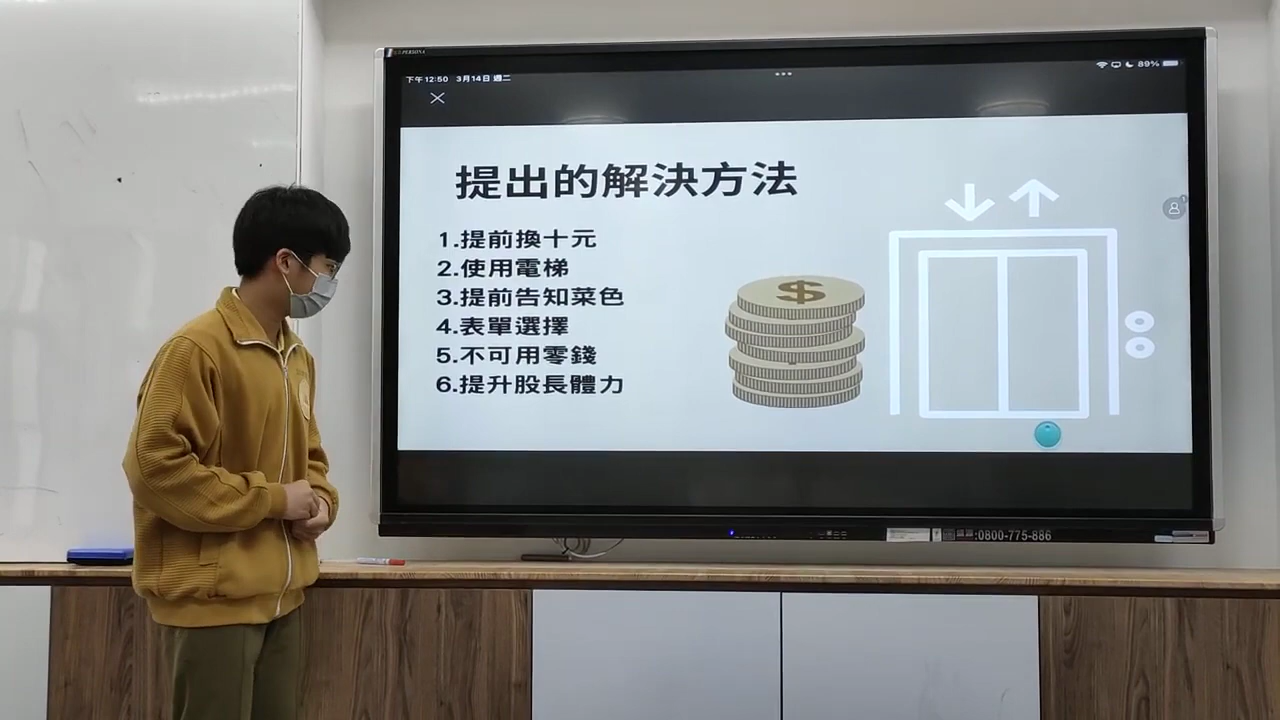 PERSONA
下午12:50 3月14日 週二
89%
提出的解決方法
1.提前換十元
2.使用電梯
3.提前告知菜色
4.表單選擇
5.不可用零錢
6.提升股長體力
$
:0800-775-886